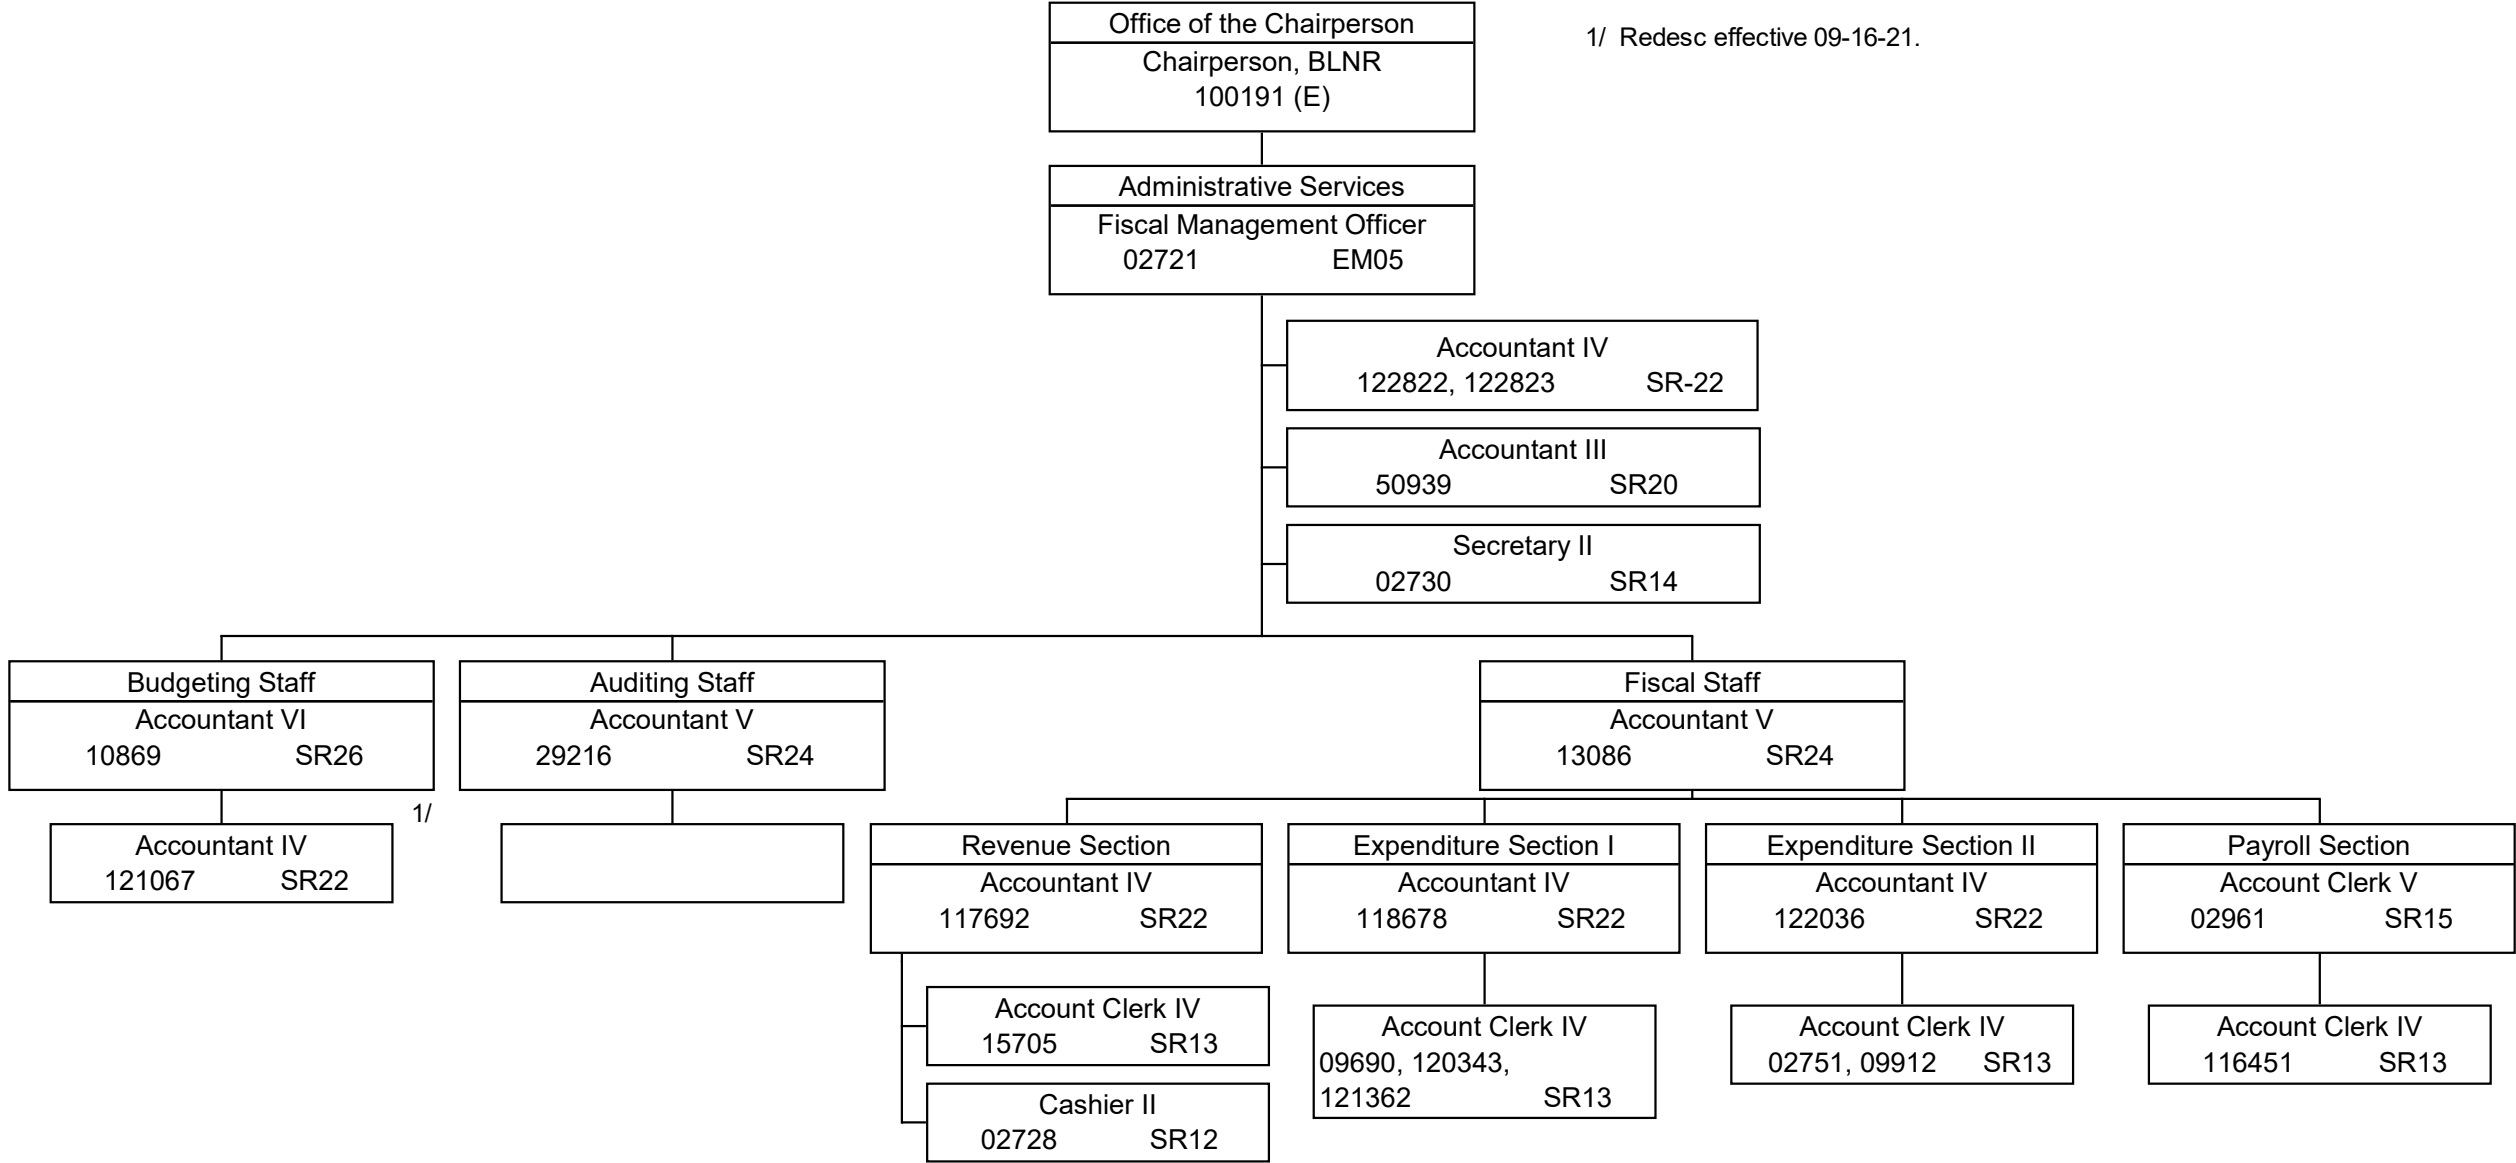 Office of the Chairperson
Chairperson, BLNR
100191 (E)
1/ Redesc effective 09-16-21.
Administrative Services
Fiscal Management Officer
02721 EM05
Accountant IV
122822, 122823 SR-22
Accountant III
50939 SR20
Secretary II
02730 SR14
Budgeting Staff
Accountant VI
10869 SR26
1/
Accountant IV
121067 SR22
Auditing Staff
Accountant V
29216 SR24
Fiscal Staff
Accountant V
13086 SR24
Revenue Section
Accountant IV
117692 SR22
Account Clerk IV
15705 SR13
Cashier II
02728 SR12
Expenditure Section I
Accountant IV
118678 SR22
Account Clerk IV
09690, 120343,
121362 SR13
Expenditure Section II
Accountant IV
122036 SR22
Account Clerk IV
02751, 09912 SR13
Payroll Section
Account Clerk V
02961 SR15
Account Clerk IV
116451 SR13